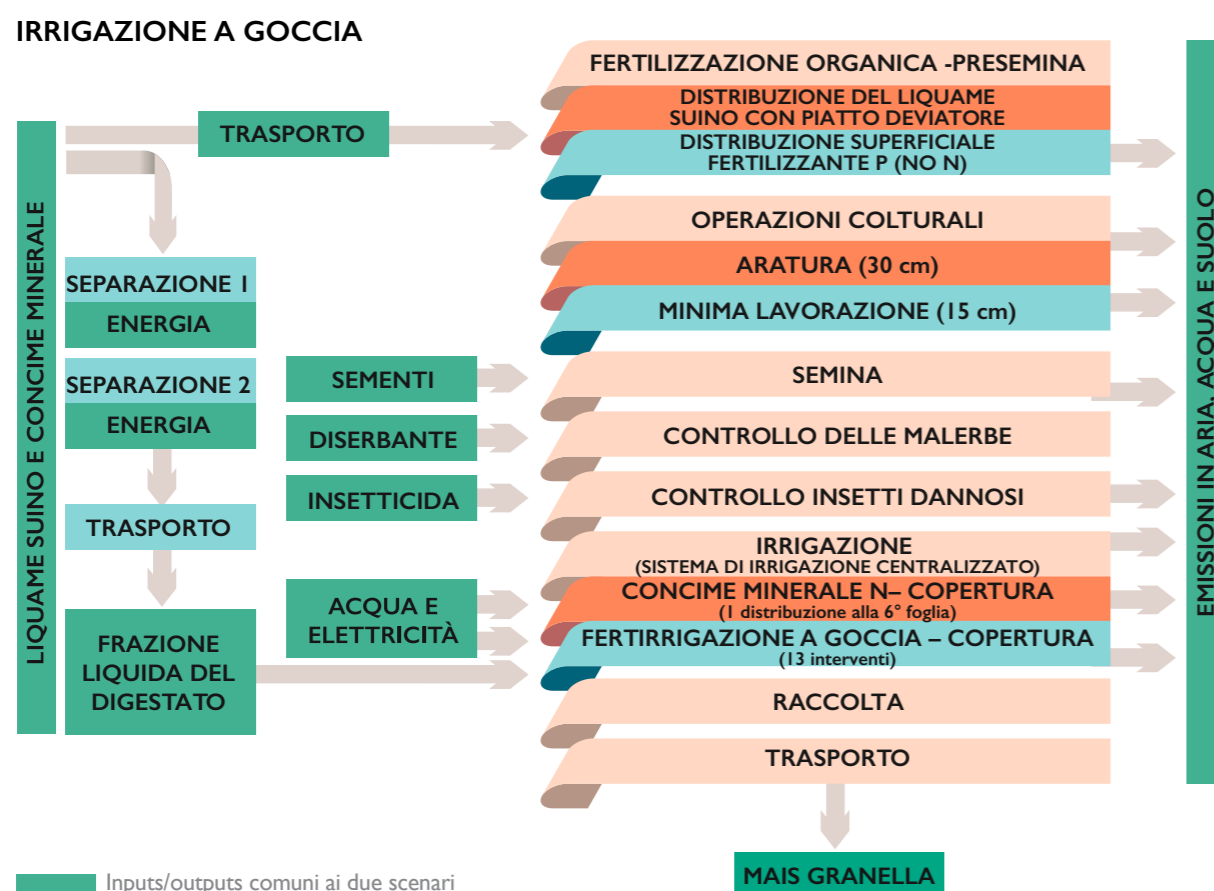 IRRIGAZIONE A GOCCIA
LIQUAME SUINO E CONCIME MINERALE
TRASPORTO
SEPARAZIONE 1
ENERGIA
SEPARAZIONE 2
ENERGIA
TRASPORTO
FRAZIONE
LIQUIDA DEL
DIGESTATO
SEMENTI
DISERBANTE
INSETTICIDA
ACQUA E
ELETTRICITÀ
FERTILIZZAZIONE ORGANICA -PRESEMINA
DISTRIBUZIONE DEL LIQUAME
SUINO CON PIATTO DEVIATORE
DISTRIBUZIONE SUPERFICIALE
FERTILIZZANTE P (NO N)
OPERAZIONI COLTURALI
ARATURA (30 cm)
MINIMA LAVORAZIONE (15 cm)
SEMINA
CONTROLLO DELLE MALERBE
CONTROLLO INSETTI DANNOSI
IRRIGAZIONE
(SISTEMA DI IRRIGAZIONE CENTRALIZZATO)
CONCIME MINERALE N– COPERTURA
(1 distribuzione alla 6° foglia)
FERTIRRIGAZIONE A GOCCIA – COPERTURA
(13 interventi)
RACCOLTA
TRASPORTO
MAIS GRANELLA
EMISSIONI IN ARIA, ACQUA E SUOLO
Inputs/outputs comuni ai due scenari